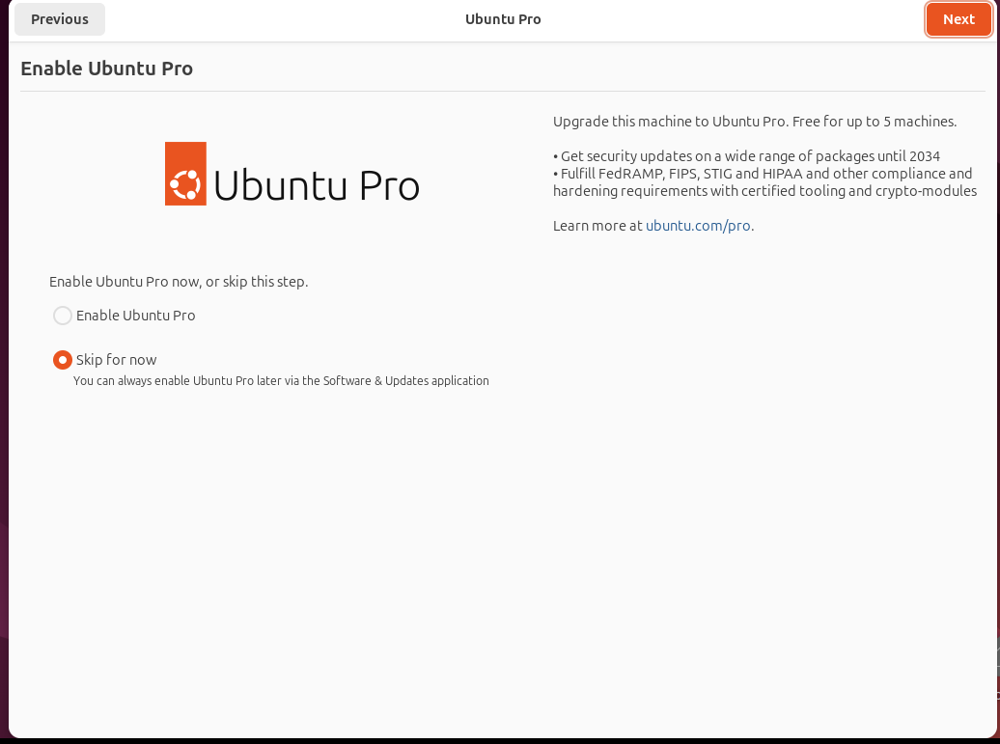 Previous
Ubuntu Pro
Next
Enable Ubuntu Pro
Ubuntu Pro
Upgrade this machine to Ubuntu Pro. Free for up to 5 machines.
• Get security updates on a wide range of packages until 2034
• Fulfill FedRAMP, FIPS, STIG and HIPAA and other compliance and
hardening requirements with certified tooling and crypto-modules
Learn more at ubuntu.com/pro.
Enable Ubuntu Pro now, or skip this step.
Enable Ubuntu Pro
Skip for now
You can always enable Ubuntu Pro later via the Software & Updates application